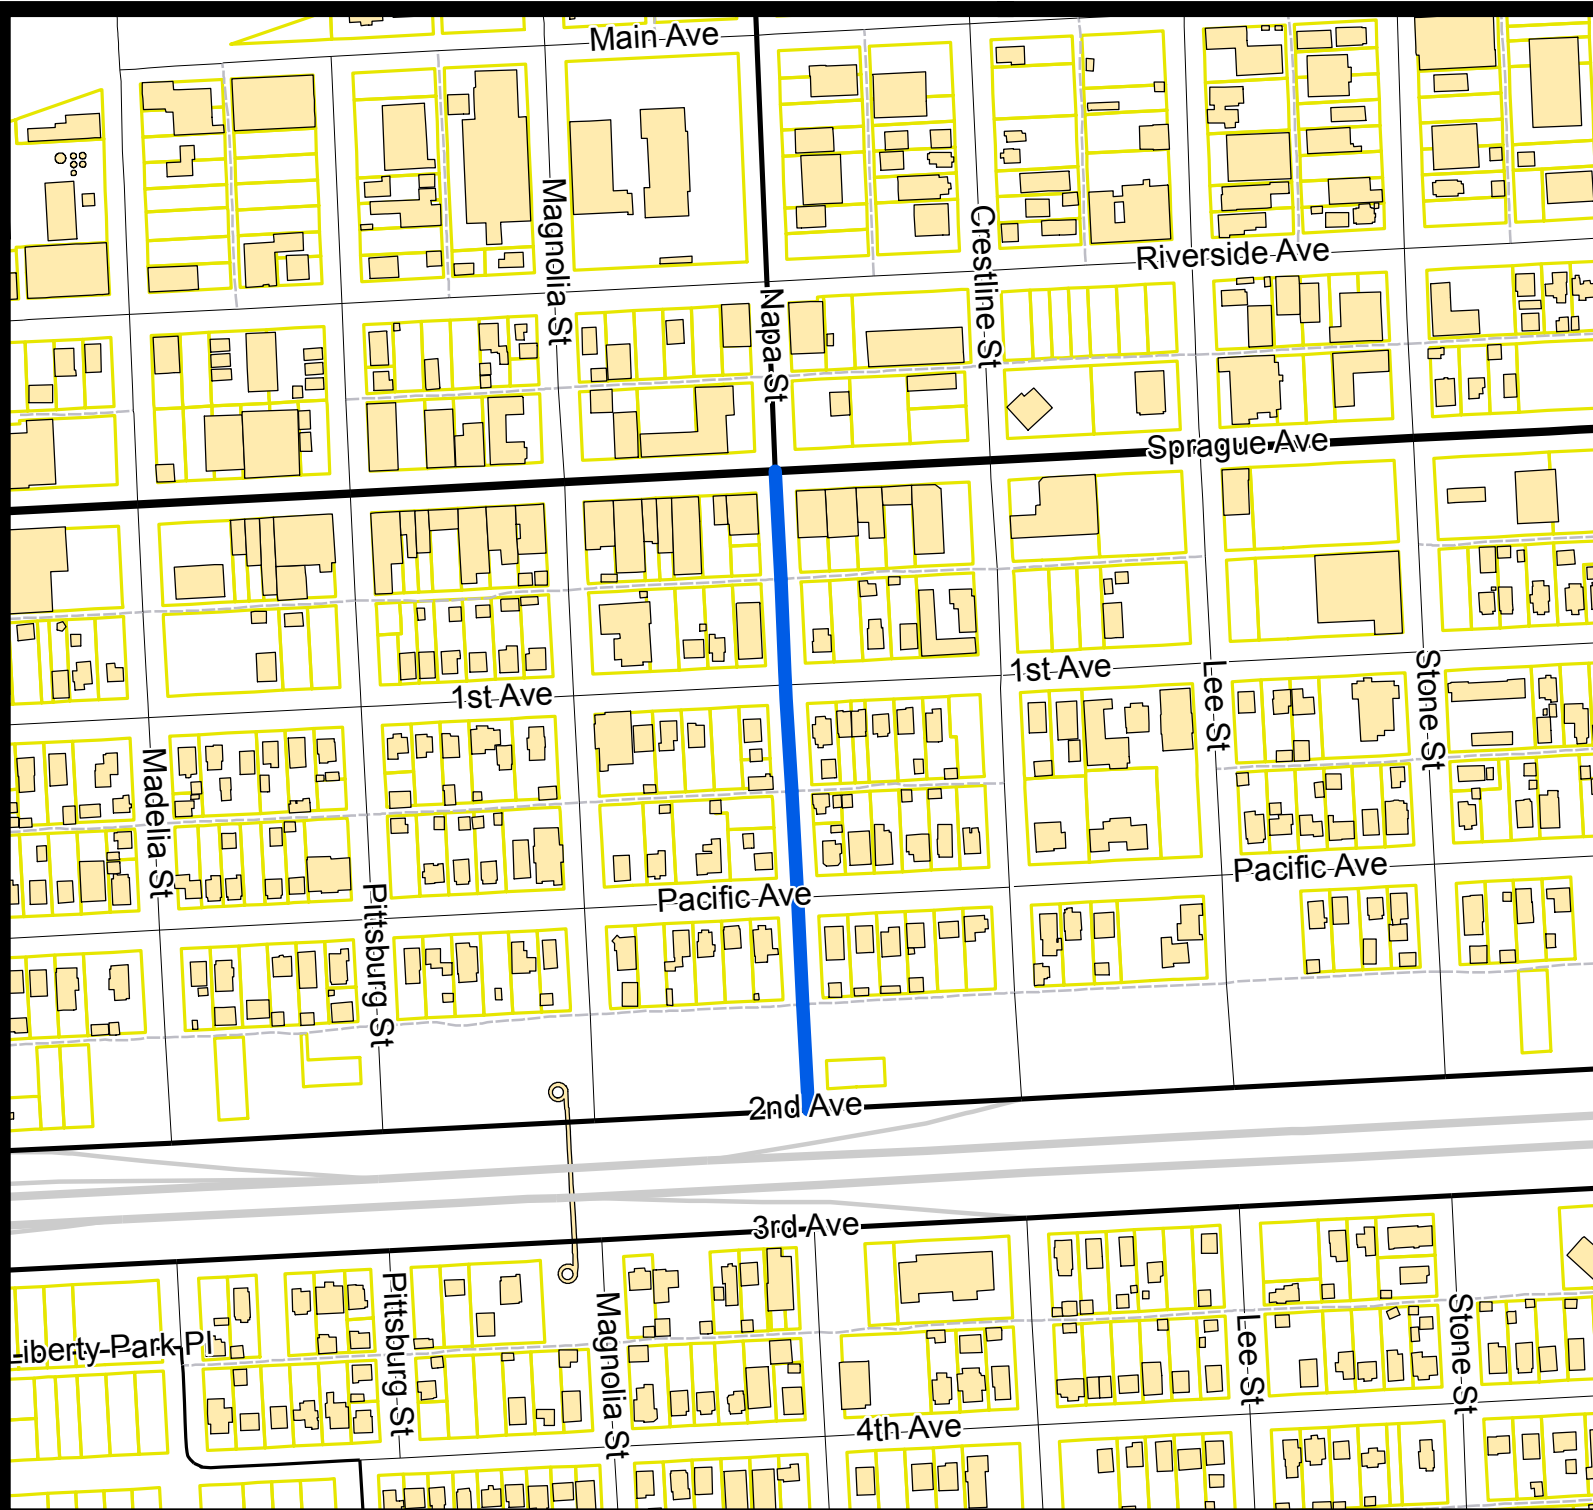 Main Ave
Magnolia St
Crestline St
Riverside Ave
Napa St
Sprague Ave
1st Ave
1st Ave
Lee St
Stone St
Madelia St
Pacific Ave
Pacific Ave
Pittsburg St
2nd Ave
3rd Ave
Pittsburg St
Magnolia St
Lee St
Stone St
Liberty Park Pl
4th Ave